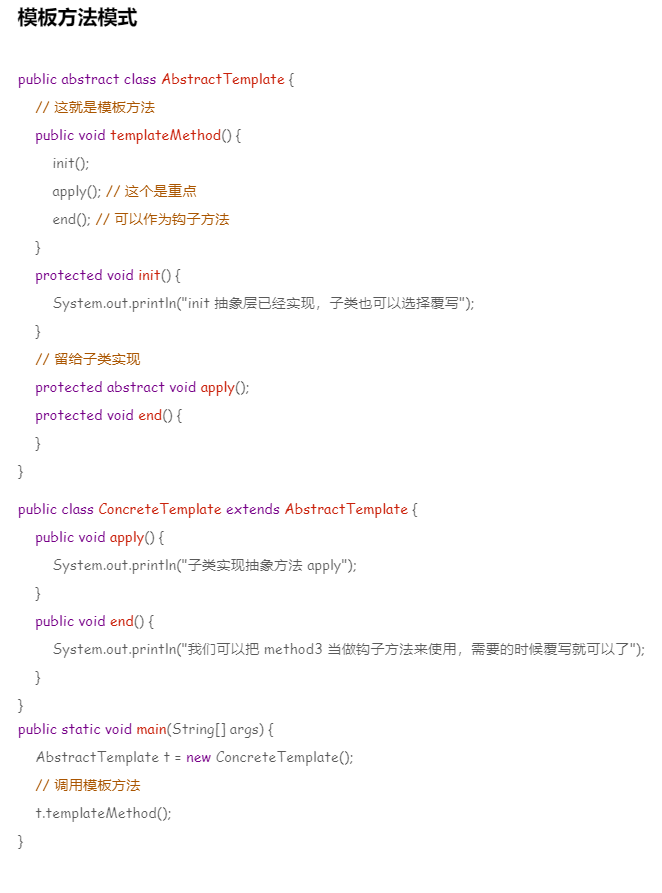 模板方法模式
public abstract class AbstractTemplate {
// 这就是模板方法
public void templateMethod() {
init();
apply(); // 这个是重点
end(); // 可以作为钩子方法
}
protected void init() {
System.out.println("init 抽象层已经实现，子类也可以选择覆写");
}
// 留给子类实现
protected abstract void apply();
protected void end() {
}
}
public class ConcreteTemplate extends AbstractTemplate {
public void apply() {
System.out.println("子类实现抽象方法 apply");
}
public void end() {
System.out.println("我们可以把 method3 当做钩子方法来使用，需要的时候覆写就可以了");
}
}
public static void main(String[] args) {
AbstractTemplate t = new ConcreteTemplate();
// 调用模板方法
t.templateMethod();
}